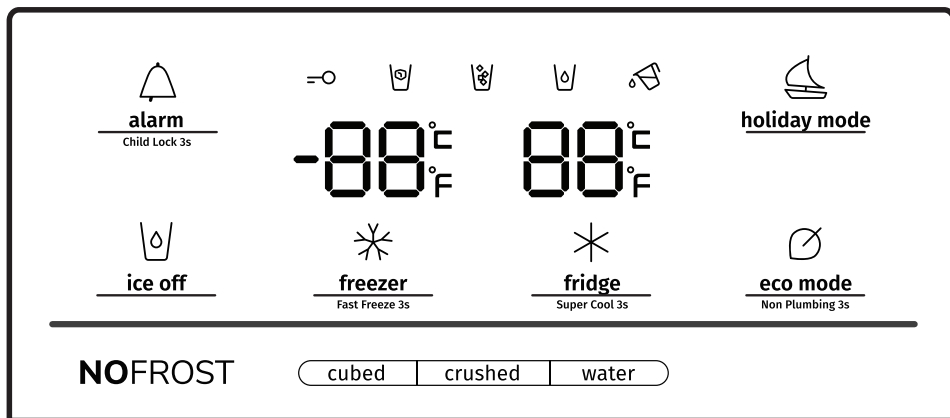 alarm
Child Lock 3s
-88°C °F
88°C °F
holiday mode
ice off
freezer
Fast Freeze 3s
fridge
Super Cool 3s
eco mode
Non Plumbing 3s
NOFROST
cubed
crushed
water